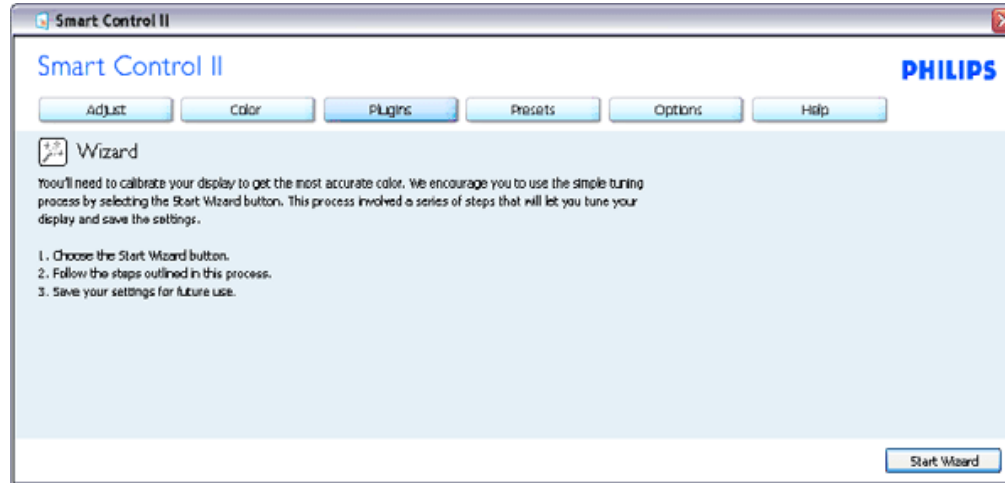 Smart Control II
Smart Control II
PHILIPS
Adjust Color Plugins Presets Options Help
Wizard
Yoou'll need to calibrate your display to get the most accurate color. We encourage you to use the simple tuning
process by selecting the Start Wizard button. This process involved a series of steps that will let you tune your
display and save the settings.
1. Choose the Start Wizard button.
2. Follow the steps outlined in this process.
3. Save your settings for future use.
Start Wizard